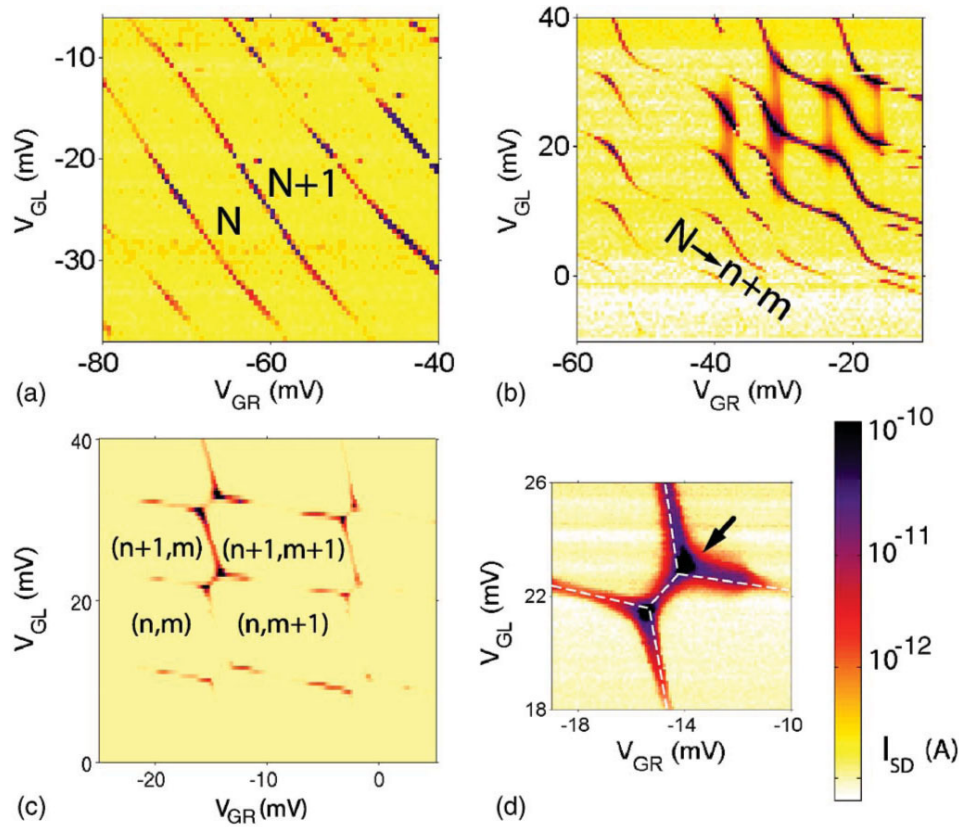 -10
-20
-30
V_GL (mV)
N
N+1
-80
-60
-40
V_GR (mV)
(a)
40
20
0
V_GL (mV)
N→n+m
-60
-40
-20
V_GR (mV)
(b)
40
20
0
V_GL (mV)
(n+1,m)
(n+1,m+1)
(n,m)
(n,m+1)
-20
-10
0
V_GR (mV)
(c)
26
22
18
V_GL (mV)
-18
-14
-10
V_GR (mV)
(d)
10^-10
10^-11
10^-12
I_SD (A)